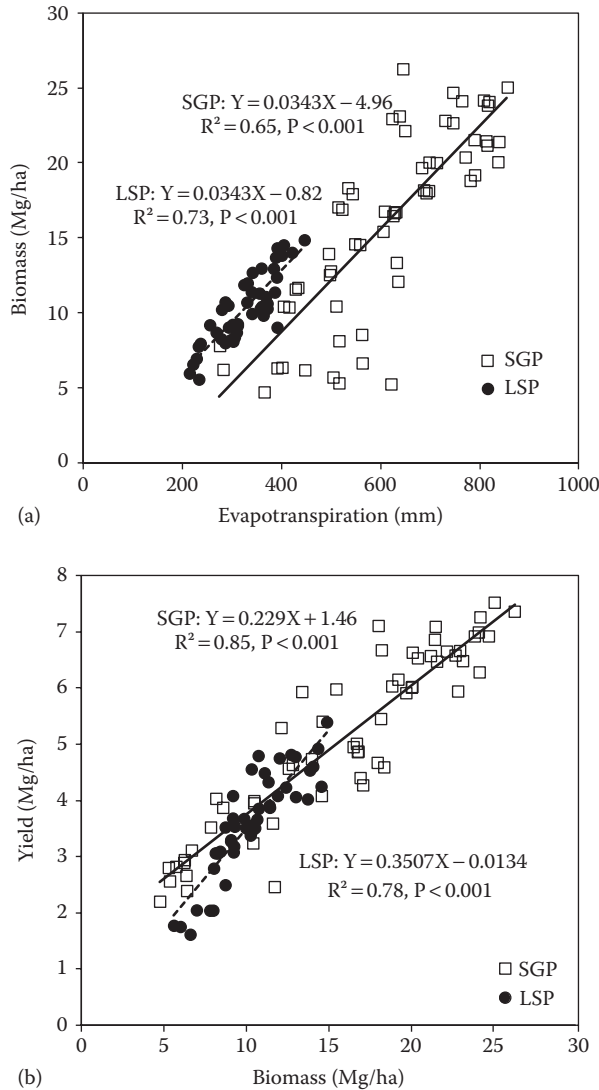 30
25
20
15
10
5
0
Biomass (Mg/ha)
SGP: Y=0.0343X−4.96
R²=0.65, P<0.001
LSP: Y=0.0343X−0.82
R²=0.73, P<0.001
SGP
LSP
0 200 400 600 800 1000
(a) Evapotranspiration (mm)
8
7
6
5
4
3
2
1
0
Yield (Mg/ha)
SGP: Y=0.229X+1.46
R²=0.85, P<0.001
LSP: Y=0.3507X−0.0134
R²=0.78, P<0.001
SGP
LSP
0 5 10 15 20 25 30
(b) Biomass (Mg/ha)